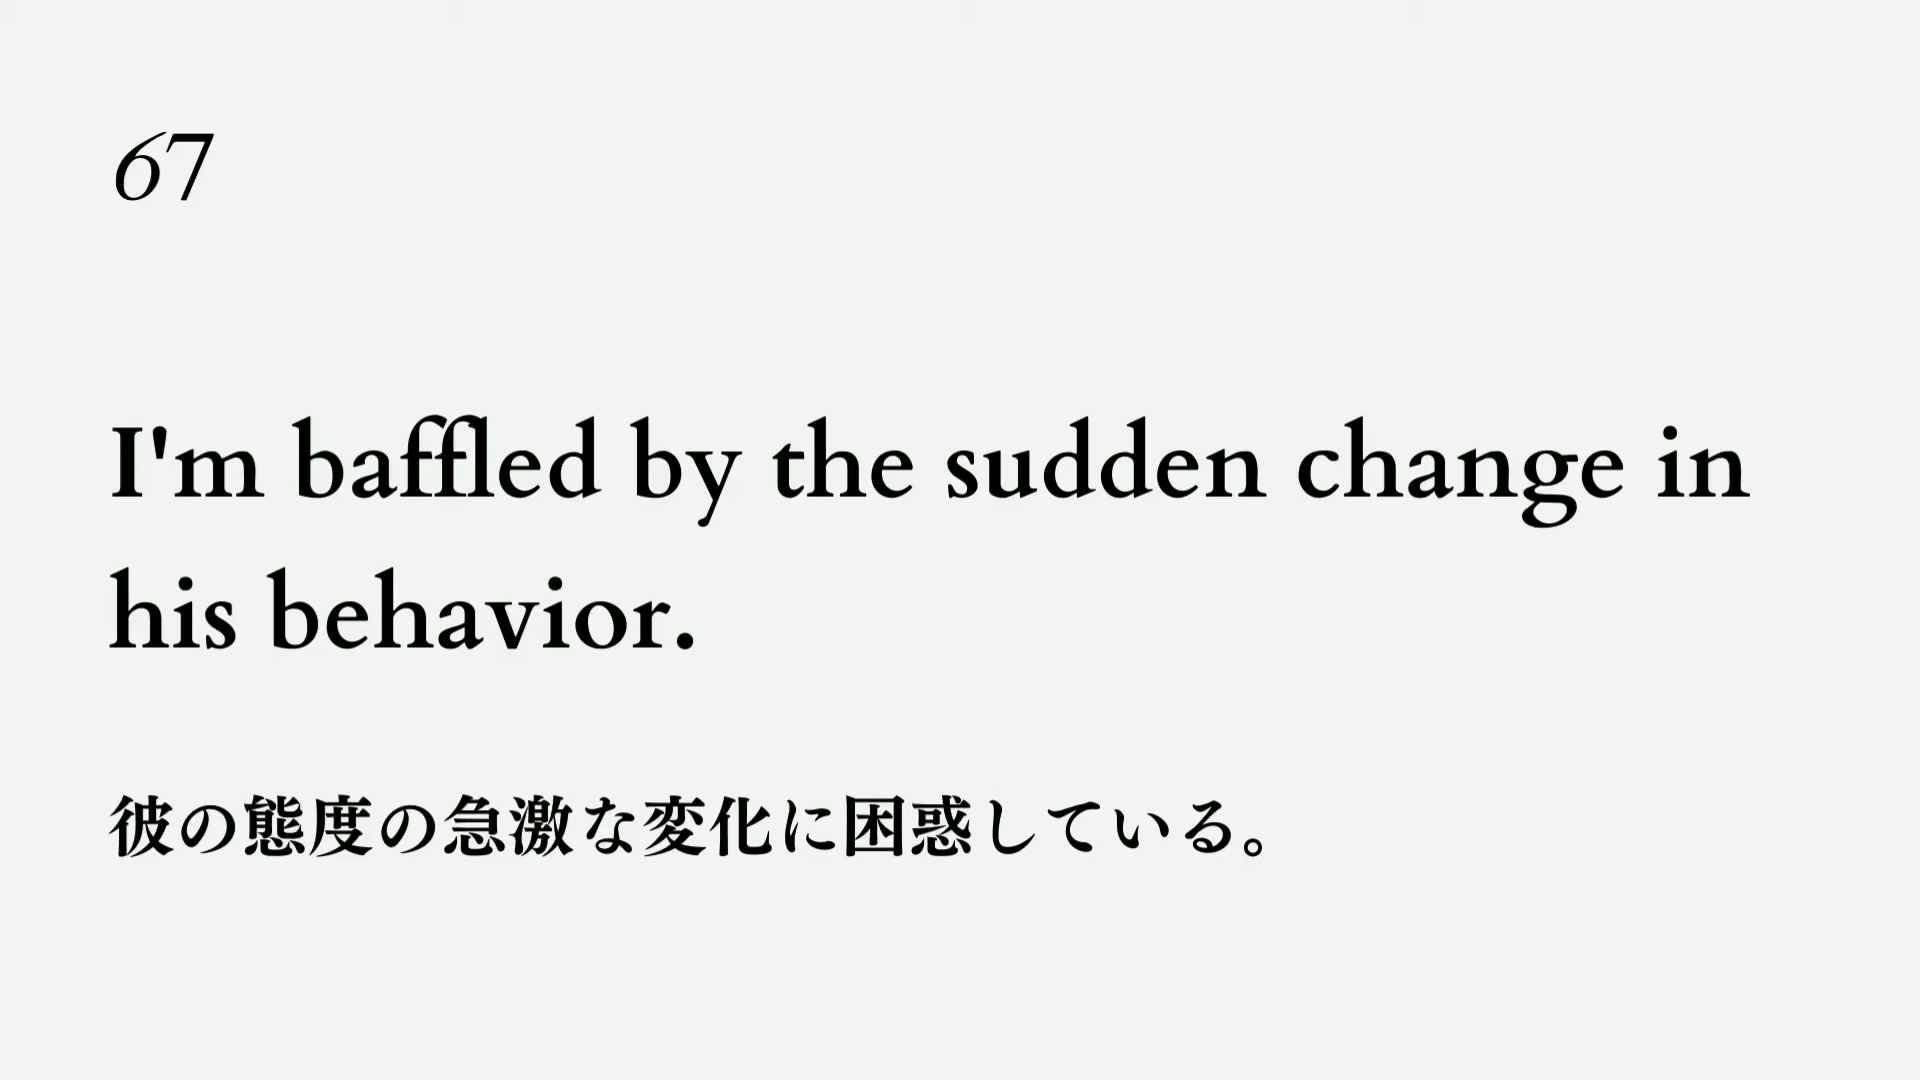 67
I'm baffled by the sudden change in
his behavior.
彼の態度の急激な変化に困惑している。